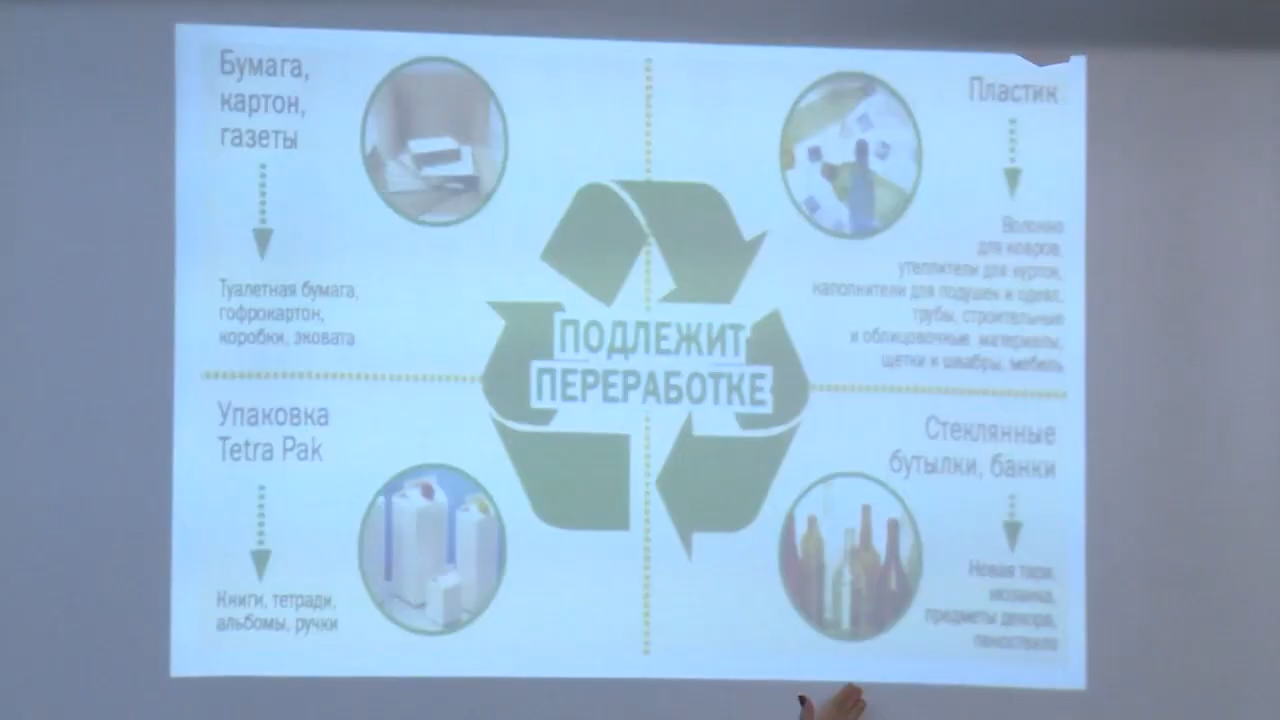 Бумага,
картон,
газеты
Туалетная бумага,
гофрокартон,
коробки, эковата
Пластик
Волокно
для ковров,
утеплители для курток,
наполнители для подушек и одеял,
трубы, строительные
и облицовочные материалы,
щетки и швабры, мебель
ПОДЛЕЖИТ
ПЕРЕРАБОТКЕ
Упаковка
Tetra Pak
Книги, тетради,
альбомы, ручки
Стеклянные
бутылки, банки
Новая тара,
мозаика,
предметы декора,
пеностекло